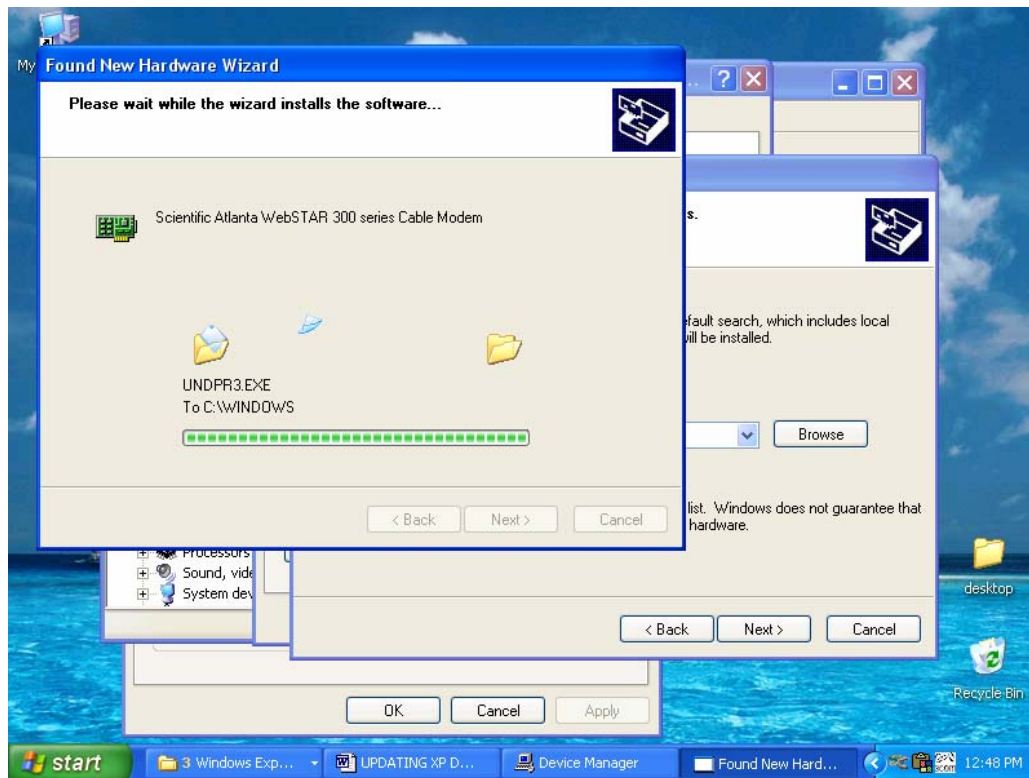 My
Found New Hardware Wizard
Please wait while the wizard installs the software...
Scientific Atlanta WebSTAR 300 series Cable Modem
UNDPR3.EXE
To C:\WINDOWS
< Back
Next >
Cancel
..
s.
efault search, which includes local
will be installed.
Browse
list. Windows does not guarantee that
hardware.
Processors
Sound, vide
System dev
< Back
Next >
Cancel
OK
Cancel
Apply
desktop
Recycle Bin
start
3 Windows Exp...
UPDATING XP D...
Device Manager
Found New Hard...
12:48 PM